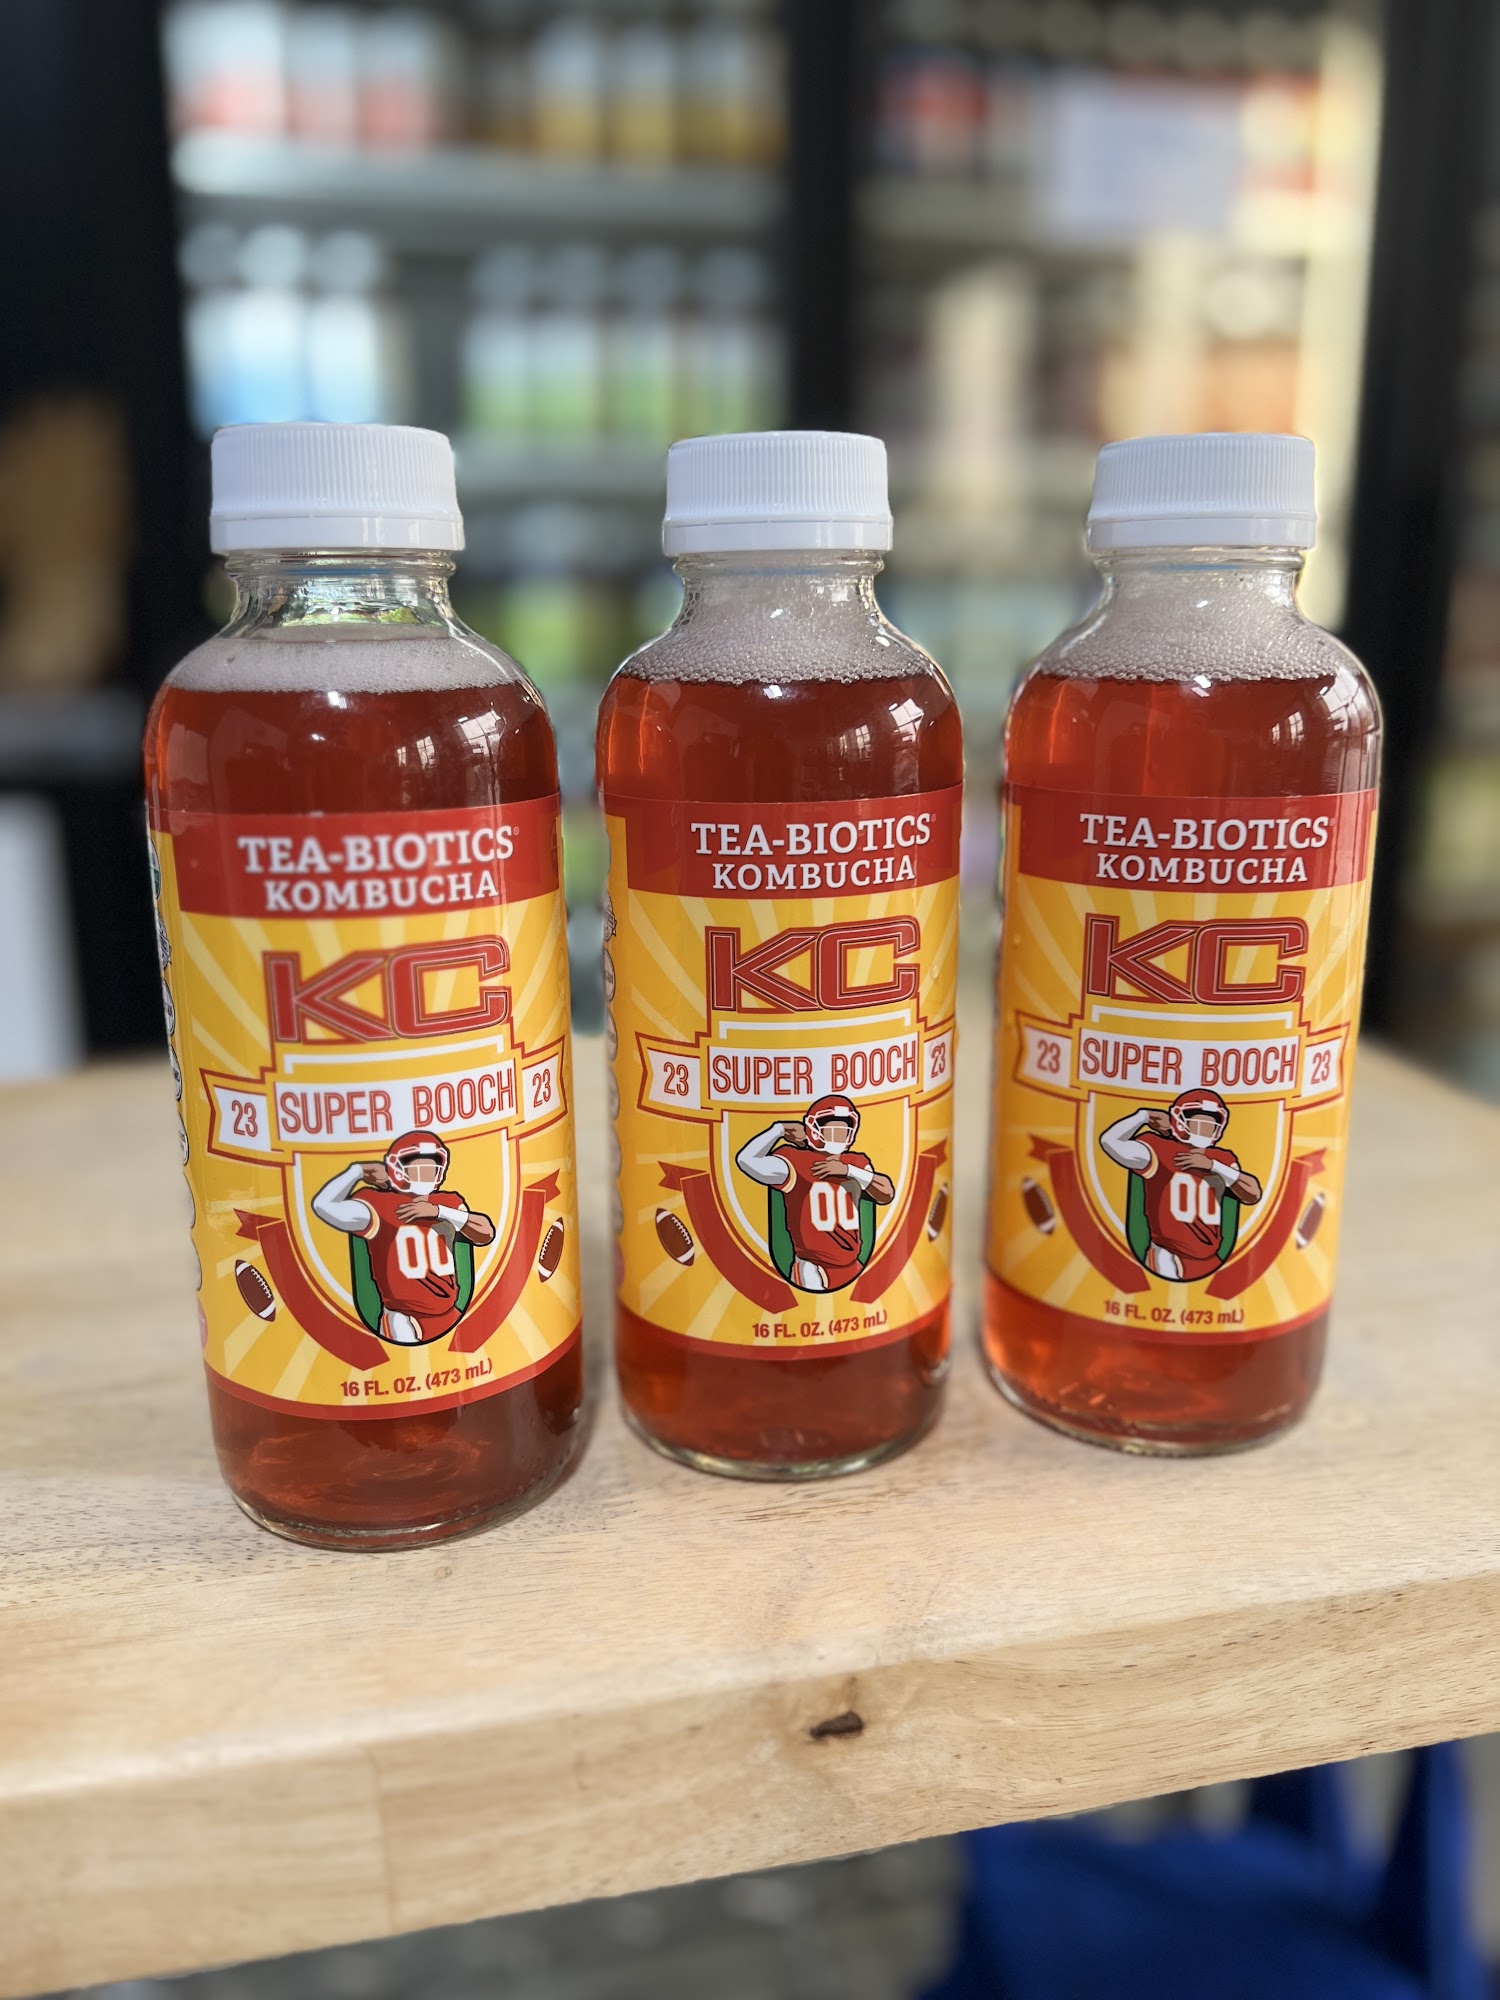 TEA-BIOTICS®
KOMBUCHA
KC
23 SUPER BOOCH 23
00
16 FL. OZ. (473 mL)
TEA-BIOTICS®
KOMBUCHA
KC
23 SUPER BOOCH 23
00
16 FL. OZ. (473 mL)
TEA-BIOTICS®
KOMBUCHA
KC
23 SUPER BOOCH 23
00
16 FL. OZ. (473 mL)